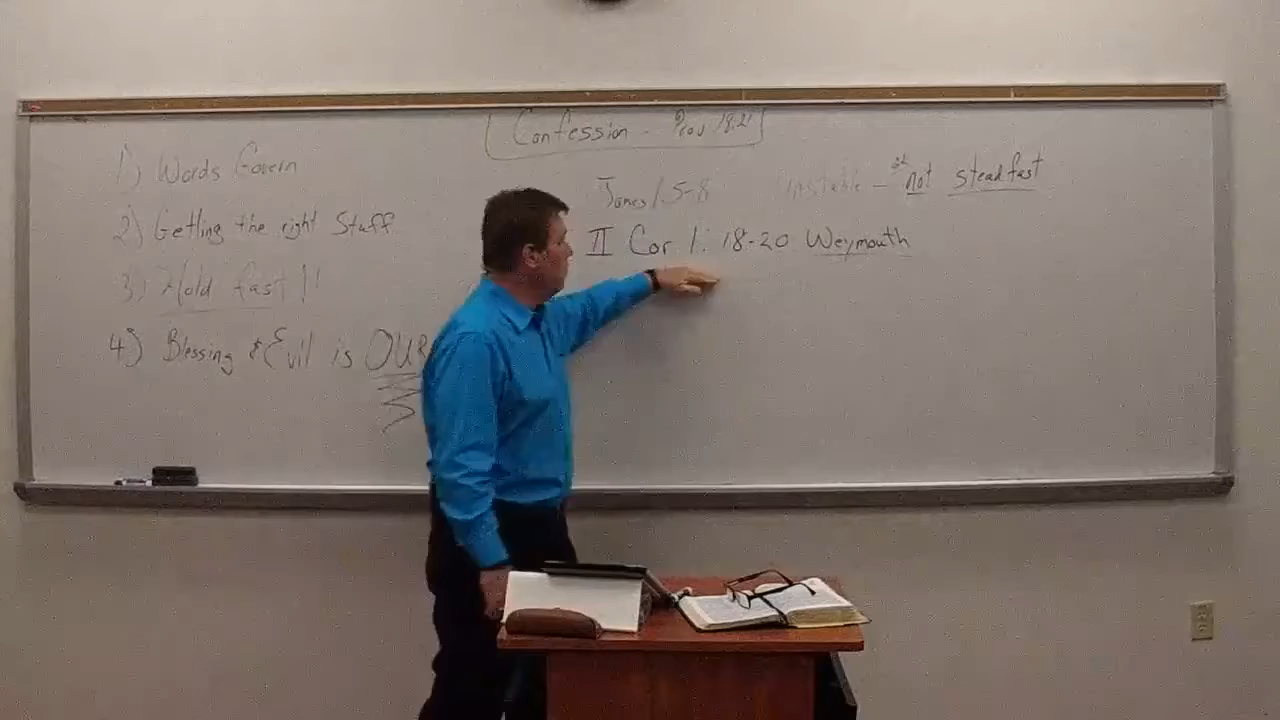 Confession - Prov 18:21
1) Words Govern
2) Getting the right Stuff
3) Hold fast !!
4) Blessing & Evil is OUR
James 1:5-8 Unstable - not steadfast
II Cor 1:18-20 Weymouth